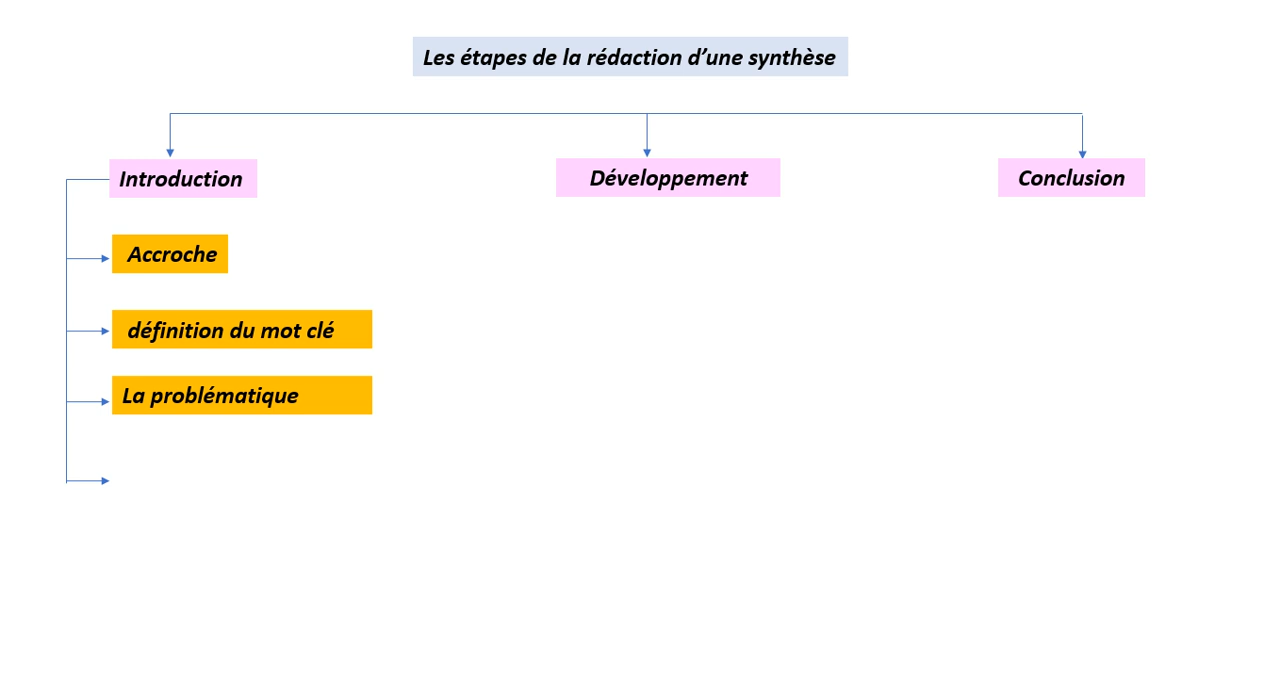 Les étapes de la rédaction d’une synthèse
Introduction
Développement
Conclusion
Accroche
définition du mot clé
La problématique